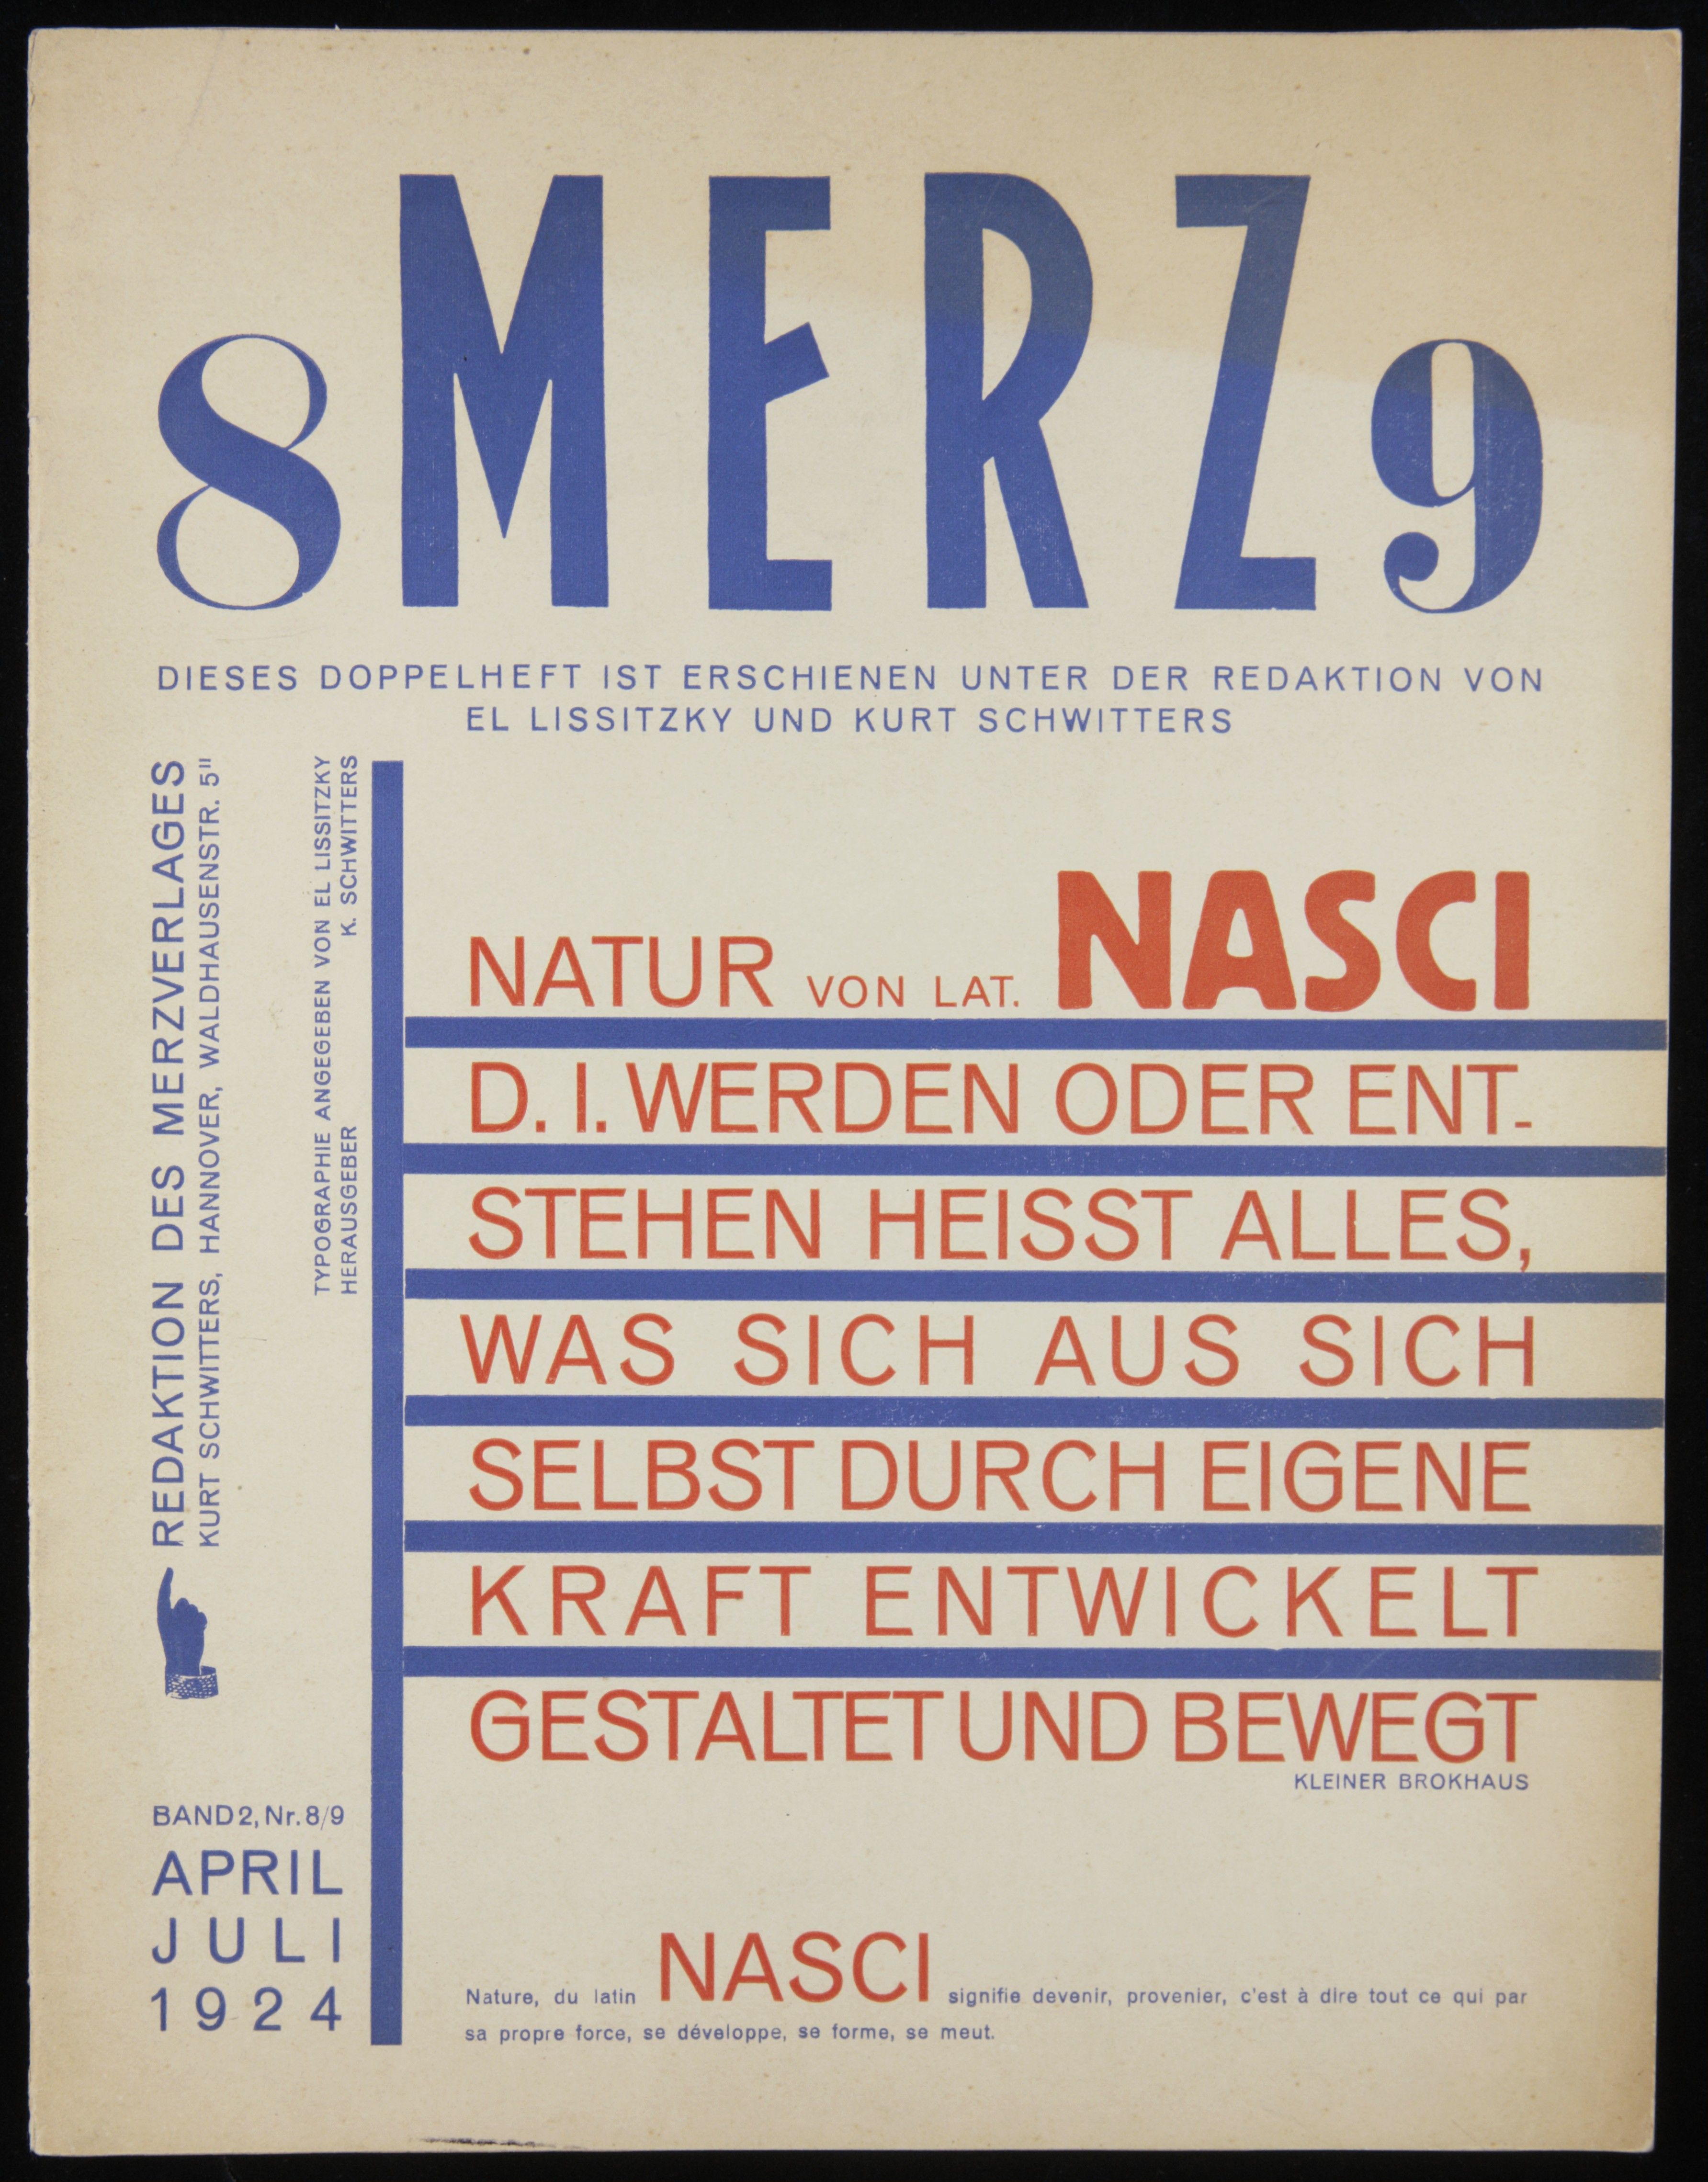 8 MERZ 9
DIESES DOPPELHEFT IST ERSCHIENEN UNTER DER REDAKTION VON
EL LISSITZKY UND KURT SCHWITTERS
REDAKTION DES MERZVERLAGES
KURT SCHWITTERS, HANNOVER, WALDHAUSENSTR. 5"
TYPOGRAPHIE ANGEGEBEN VON EL LISSITZKY
HERAUSGEBER K. SCHWITTERS
NATUR VON LAT. NASCI
D. I. WERDEN ODER ENT-
STEHEN HEISST ALLES,
WAS SICH AUS SICH
SELBST DURCH EIGENE
KRAFT ENTWICKELT
GESTALTET UND BEWEGT
KLEINER BROKHAUS
BAND 2, Nr. 8/9
APRIL
JULI
1924
Nature, du latin NASCI signifie devenir, provenier, c'est à dire tout ce qui par
sa propre force, se développe, se forme, se meut.